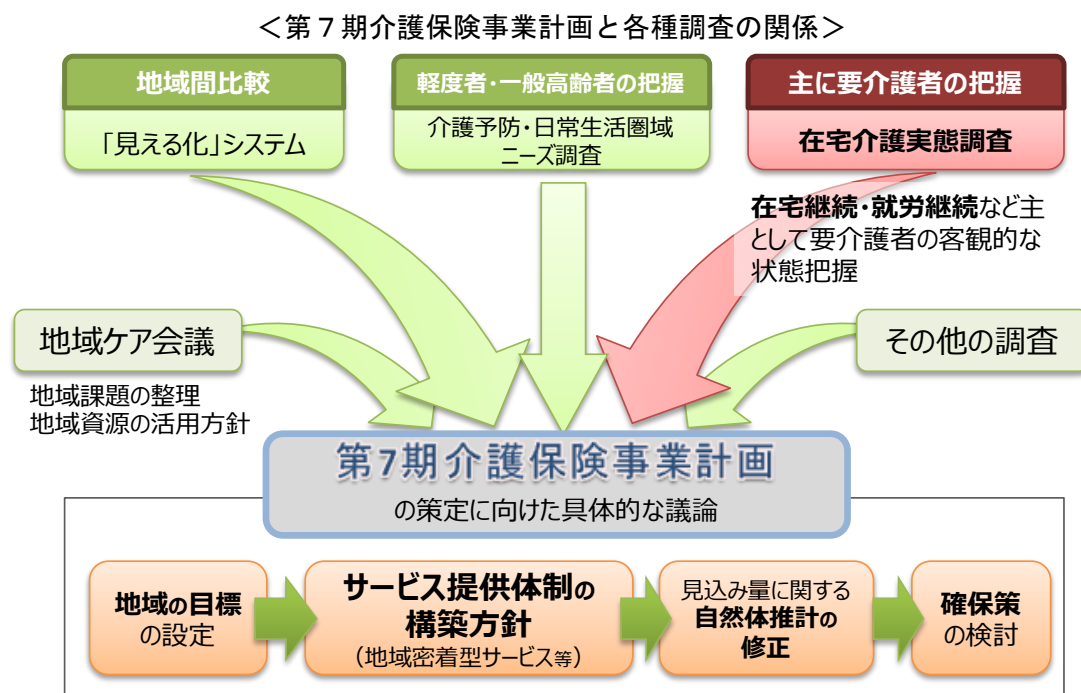 ＜第７期介護保険事業計画と各種調査の関係＞
地域間比較
「見える化」システム
軽度者・一般高齢者の把握
介護予防・日常生活圏域
ニーズ調査
主に要介護者の把握
在宅介護実態調査
在宅継続・就労継続など主
として要介護者の客観的な
状態把握
地域ケア会議
地域課題の整理
地域資源の活用方針
その他の調査
第7期介護保険事業計画
の策定に向けた具体的な議論
地域の目標
の設定
サービス提供体制の
構築方針
（地域密着型サービス等）
見込み量に関する
自然体推計の
修正
確保策
の検討